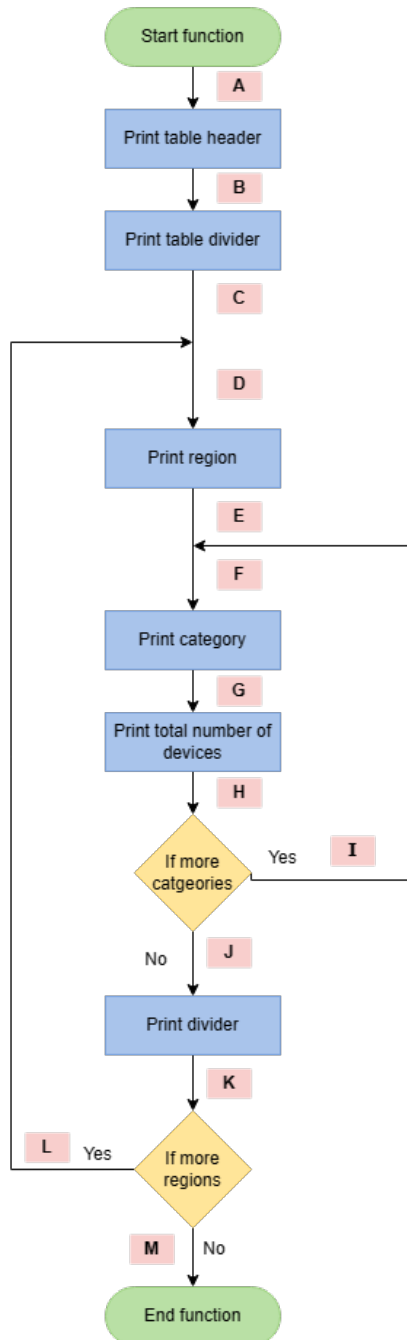 Start function
A
Print table header
B
Print table divider
C
D
Print region
E
F
Print category
G
Print total number of
devices
H
If more
catgeories
Yes
I
No
J
Print divider
K
L
Yes
If more
regions
M
No
End function